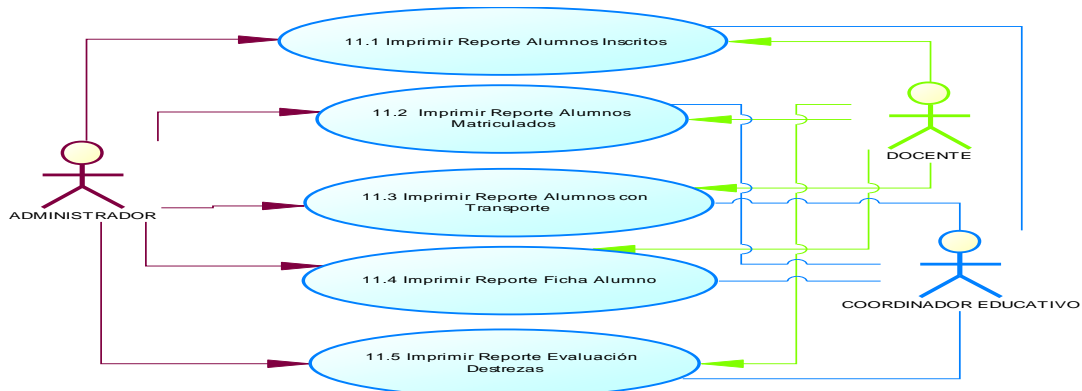 11.1 Imprimir Reporte Alumnos Inscritos
11.2 Imprimir Reporte Alumnos
Matriculados
DOCENTE
11.3 Imprimir Reporte Alumnos con
Transporte
ADMINISTRADOR
11.4 Imprimir Reporte Ficha Alumno
COORDINADOR EDUCATIVO
11.5 Imprimir Reporte Evaluación
Destrezas